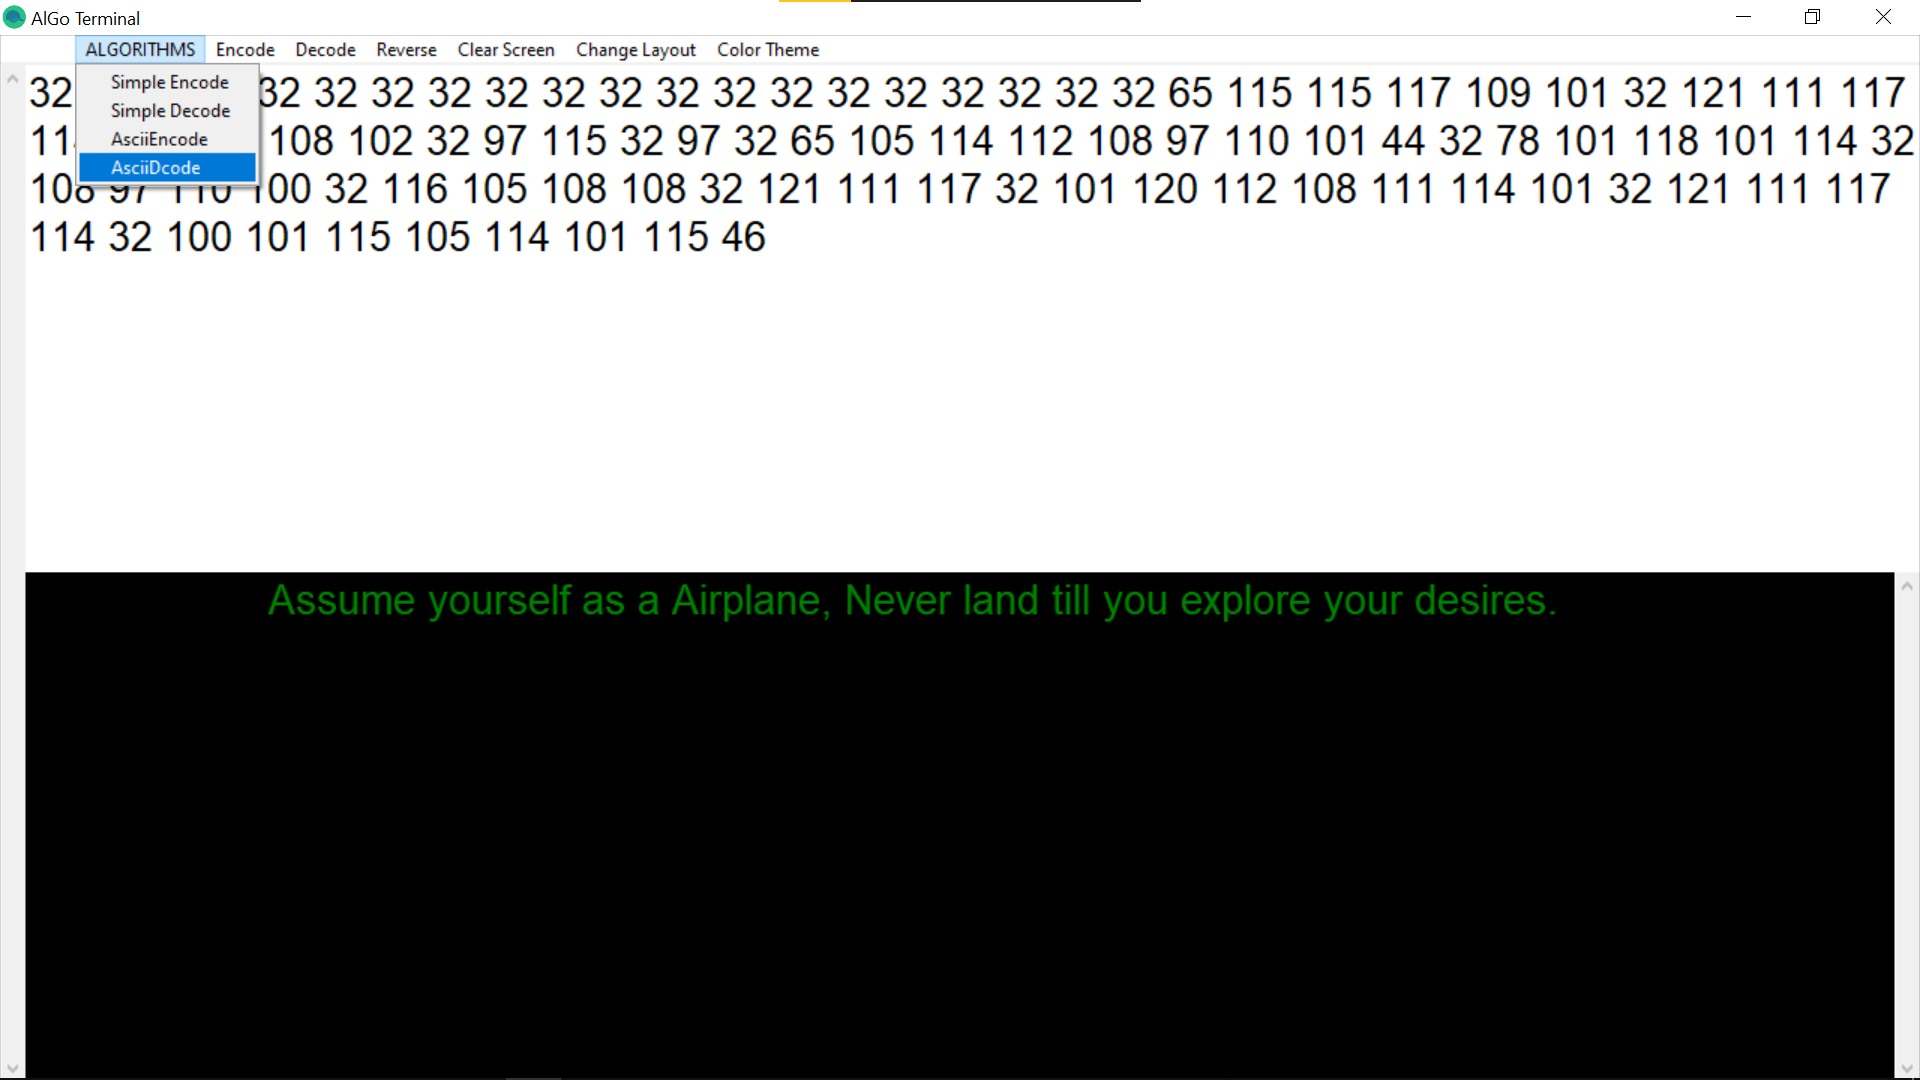 AlGo Terminal
ALGORITHMS Encode Decode Reverse Clear Screen Change Layout Color Theme
Simple Encode
Simple Decode
AsciiEncode
AsciiDcode
32 32 32 32 32 32 32 32 32 32 32 32 32 32 32 32 32 65 115 115 117 109 101 32 121 111 117
108 102 32 97 115 32 97 32 65 105 114 112 108 97 110 101 44 32 78 101 118 101 114 32
108 97 110 100 32 116 105 108 108 32 121 111 117 32 101 120 112 108 111 114 101 32 121 111 117
114 32 100 101 115 105 114 101 115 46
Assume yourself as a Airplane, Never land till you explore your desires.